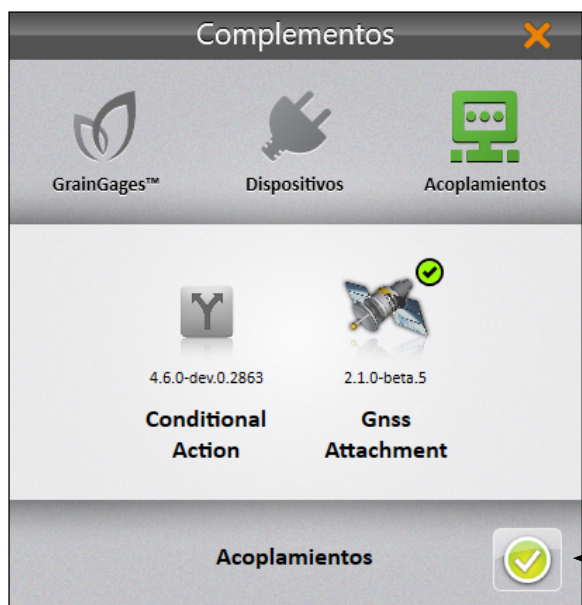 Complementos
GrainGages™
Dispositivos
Acoplamientos
4.6.0-dev.0.2863
Conditional
Action
2.1.0-beta.5
Gnss
Attachment
Acoplamientos